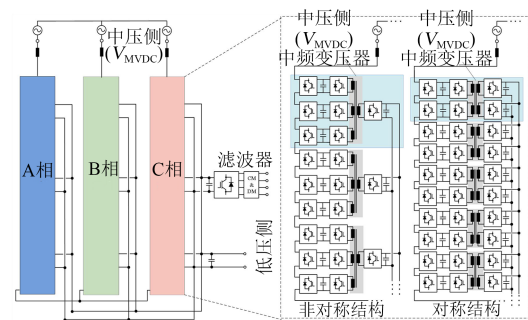 中压侧
(VMVDC)
A相
B相
C相
滤波器
CM
&
DM
低压侧
中压侧
(VMVDC)
中频变压器
非对称结构
中压侧
(VMVDC)
中频变压器
对称结构